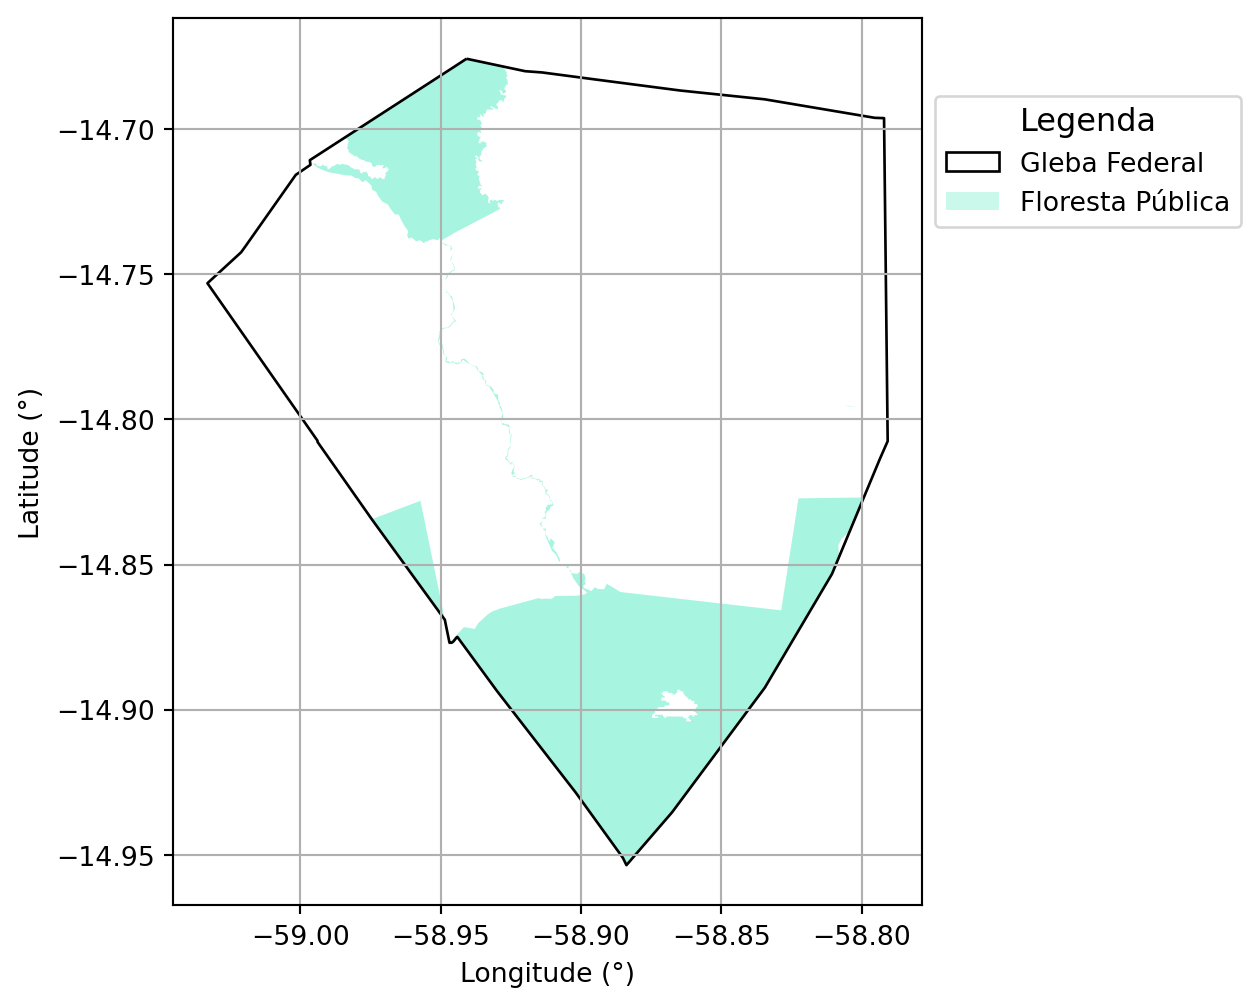 Legenda
Gleba Federal
Floresta Pública
Latitude (°)
−14.70
−14.75
−14.80
−14.85
−14.90
−14.95
−59.00 −58.95 −58.90 −58.85 −58.80
Longitude (°)